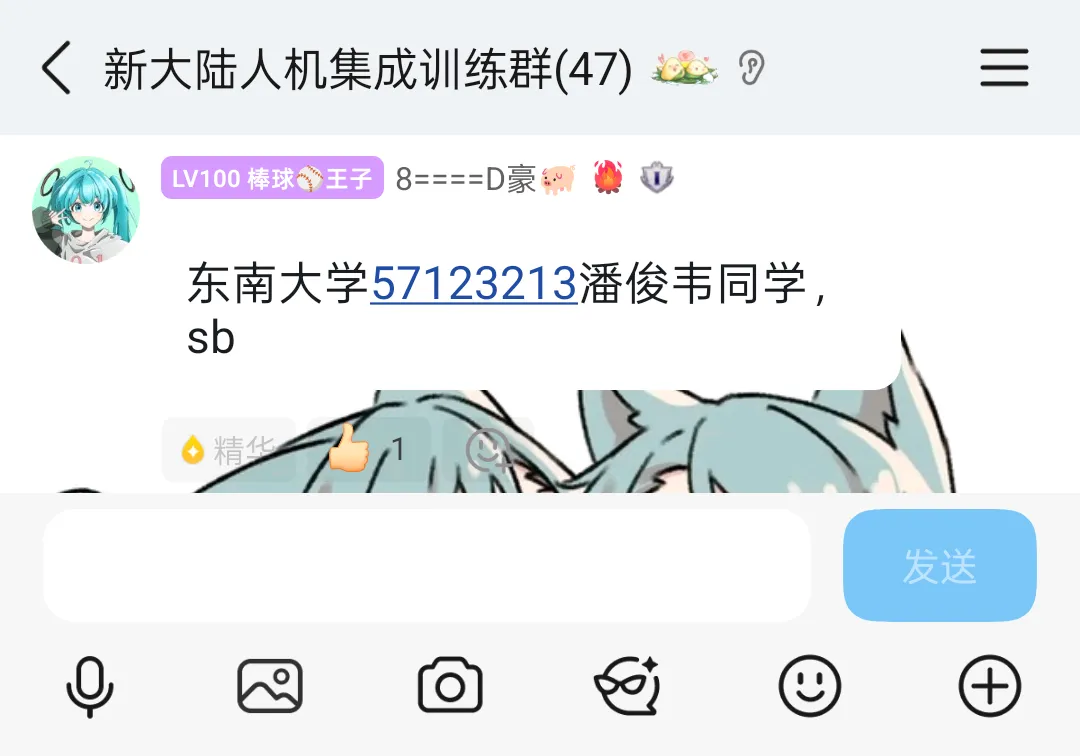 新大陆人机集成训练群(47)
LV100 棒球⚾王子 8====D豪🐖
东南大学57123213潘俊韦同学,
sb
精华 👍 1
发送